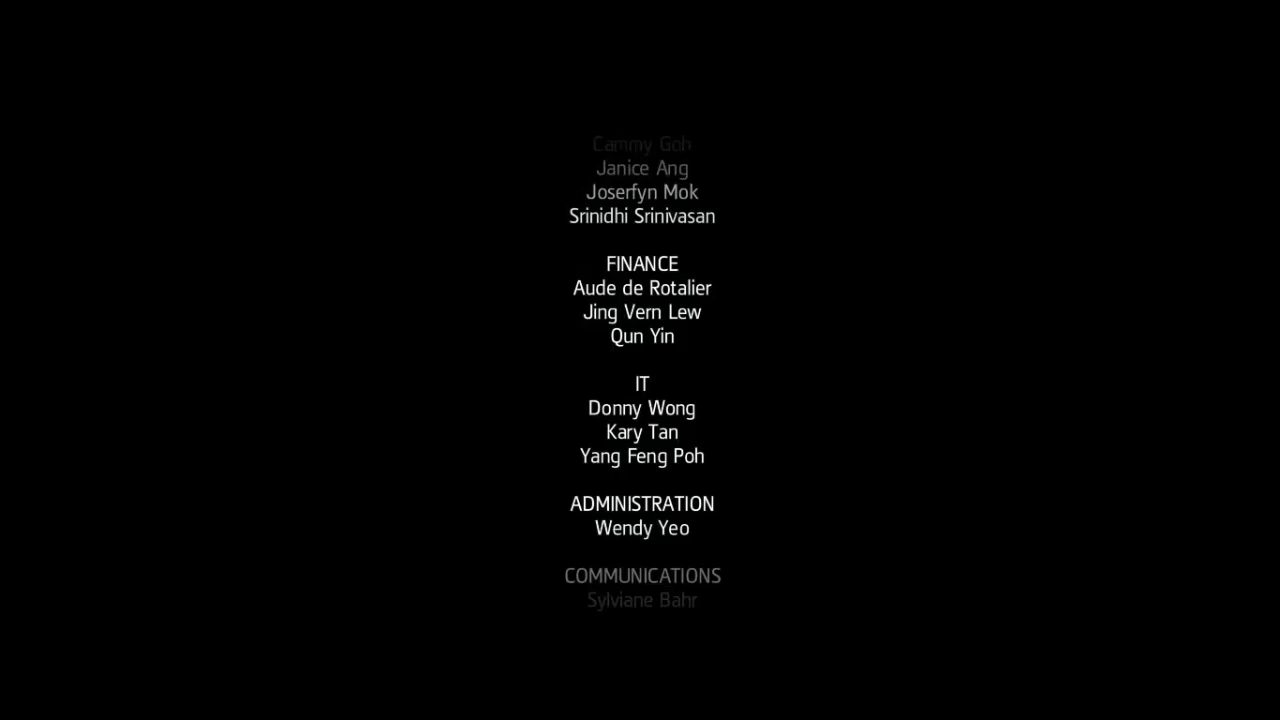 Cammy Goh
Janice Ang
Joserfyn Mok
Srinidhi Srinivasan
FINANCE
Aude de Rotalier
Jing Vern Lew
Qun Yin
IT
Donny Wong
Kary Tan
Yang Feng Poh
ADMINISTRATION
Wendy Yeo
COMMUNICATIONS
Sylviane Bahr